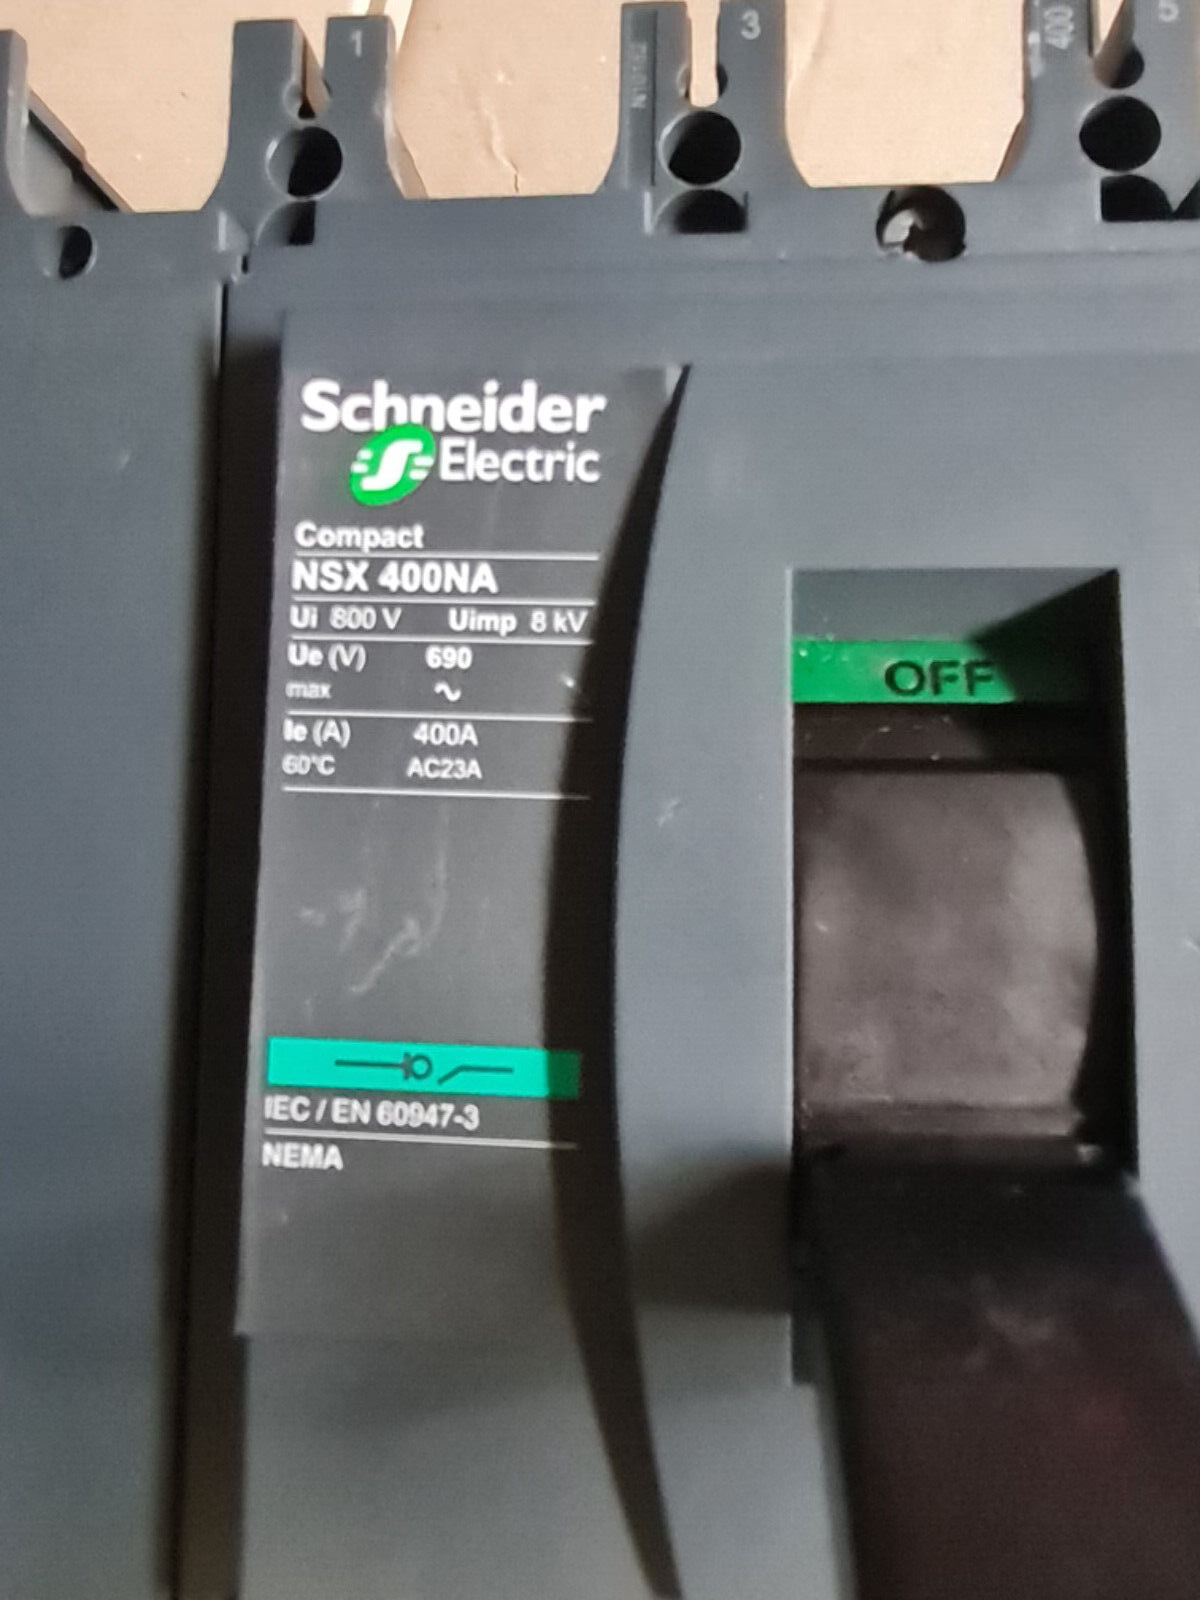 1
3
400
5
Schneider
Electric
Compact
NSX 400NA
Ui 800 V Uimp 8 kV
Ue (V) 690
max ~
Ie (A) 400A
60°C AC23A
OFF
IEC / EN 60947-3
NEMA